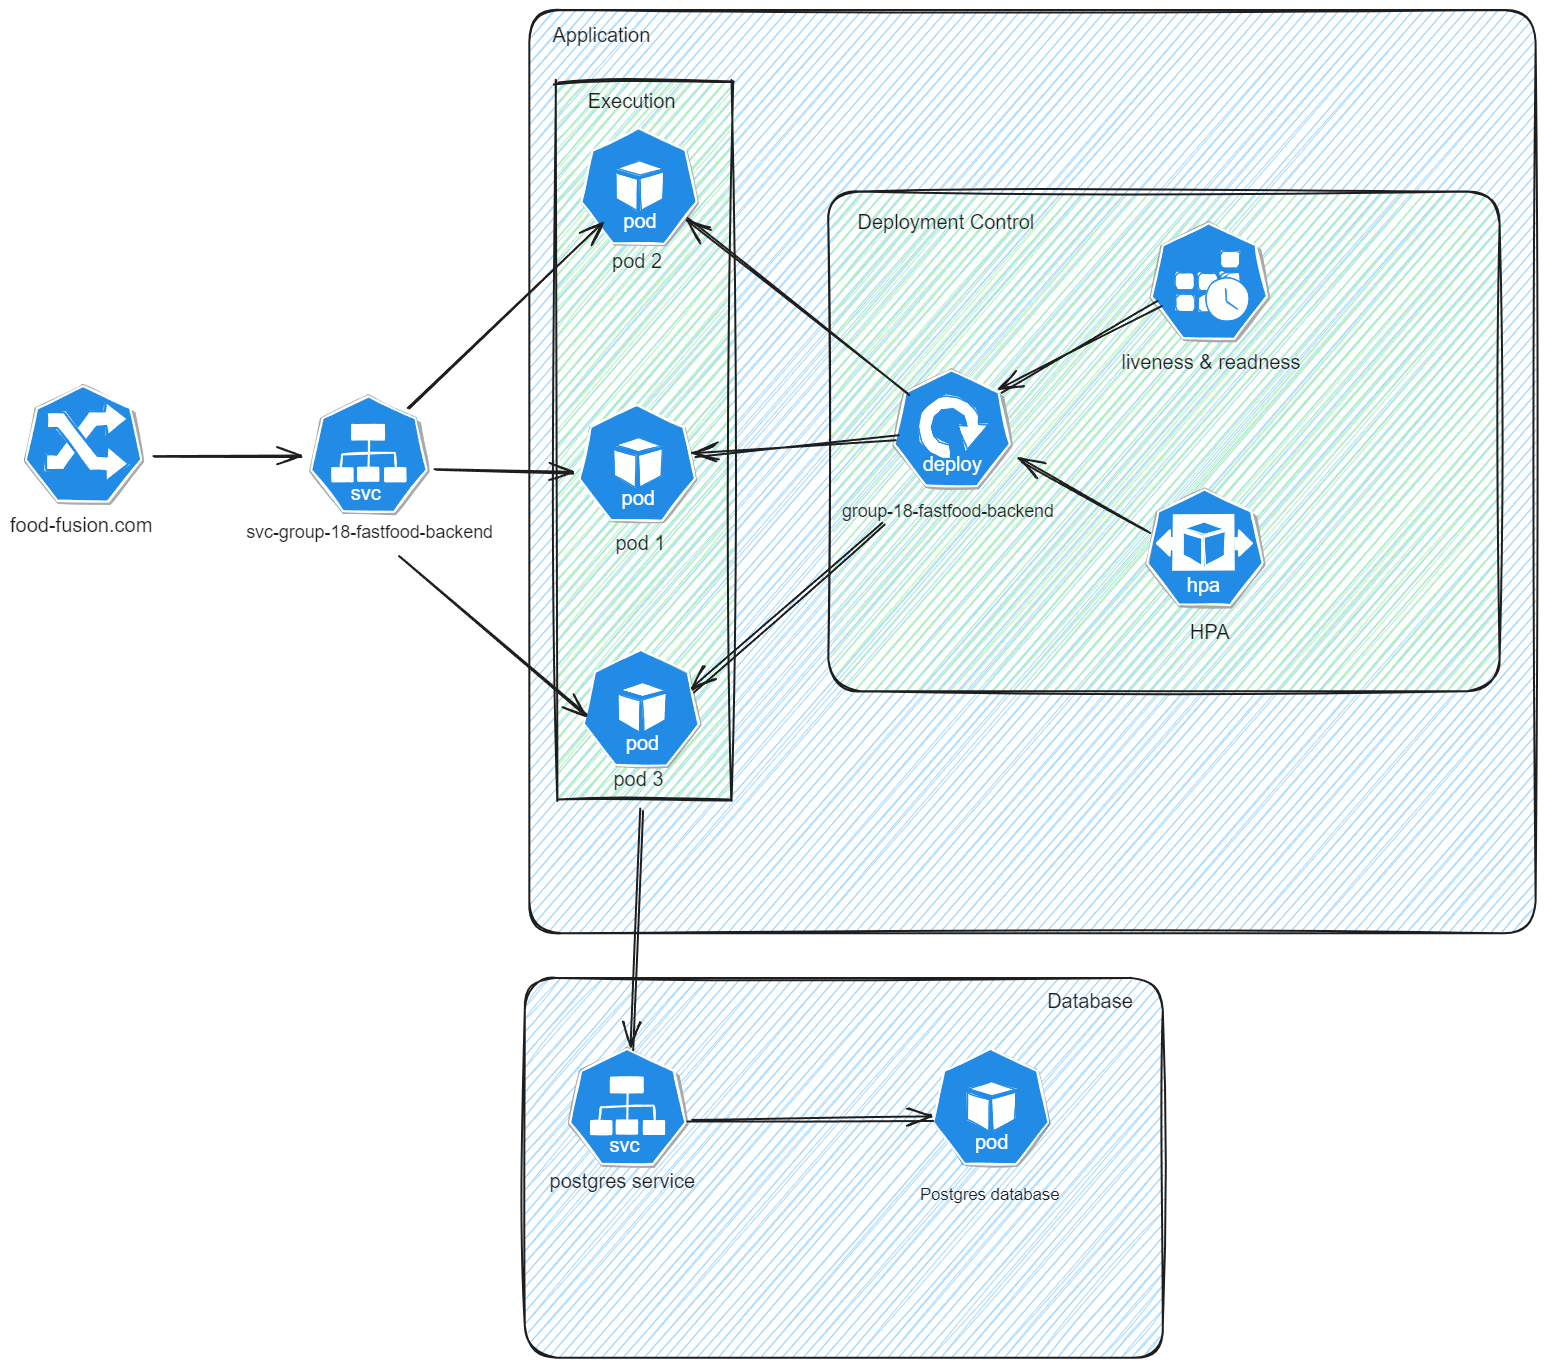 Application
Execution
pod
pod 2
Deployment Control
liveness & readness
food-fusion.com
svc
svc-group-18-fastfood-backend
pod
pod 1
deploy
group-18-fastfood-backend
hpa
HPA
pod
pod 3
Database
svc
postgres service
pod
Postgres database